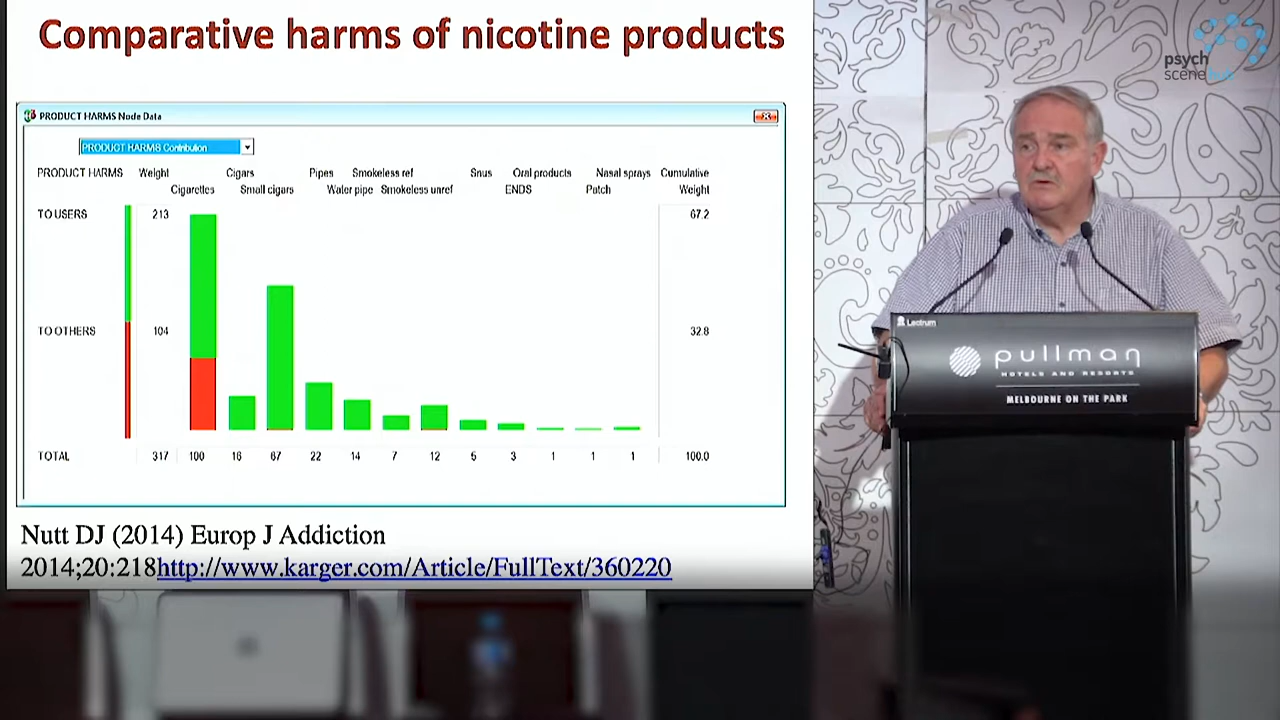 Comparative harms of nicotine products
psych
scene hub
PRODUCT HARMS Node Data
PRODUCT HARMS Contribution
PRODUCT HARMS Weight Cigars Pipes Smokeless ref Snus Oral products Nasal sprays Cumulative
Cigarettes Small cigars Water pipe Smokeless unref ENDS Patch Weight
TO USERS 213 67.2
TO OTHERS 104 32.8
TOTAL 317 100 16 67 22 14 7 12 5 3 1 1 1 100.0
Nutt DJ (2014) Europ J Addiction
2014;20:218http://www.karger.com/Article/FullText/360220
Lectrum
pullman
HOTELS AND RESORTS
MELBOURNE ON THE PARK